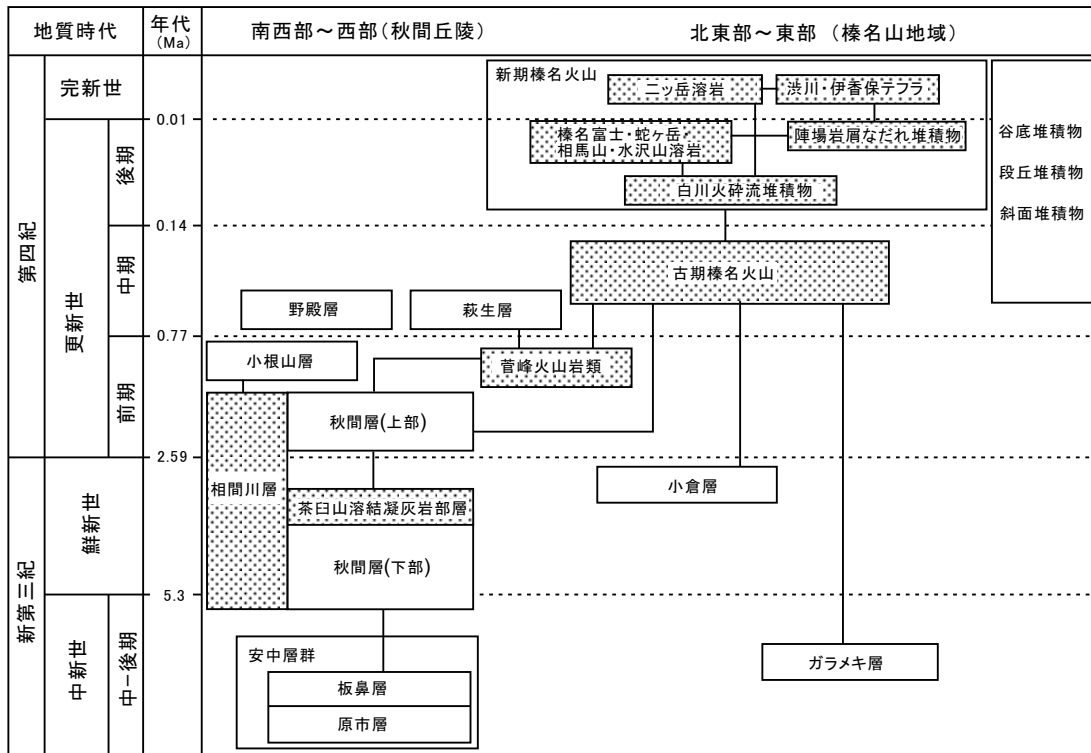 地質時代
年代
(Ma)
南西部～西部(秋間丘陵)
北東部～東部 (榛名山地域)
第四紀
完新世
更新世
後期
中期
前期
新第三紀
鮮新世
中新世
中ー後期
0.01
0.14
0.77
2.59
5.3
新期榛名火山
二ッ岳溶岩
渋川・伊香保テフラ
榛名富士・蛇ヶ岳・
相馬山・水沢山溶岩
陣場岩屑なだれ堆積物
白川火砕流堆積物
谷底堆積物
段丘堆積物
斜面堆積物
古期榛名火山
野殿層
萩生層
小根山層
菅峰火山岩類
秋間層(上部)
相間川層
茶臼山溶結凝灰岩部層
秋間層(下部)
小倉層
安中層群
板鼻層
原市層
ガラメキ層